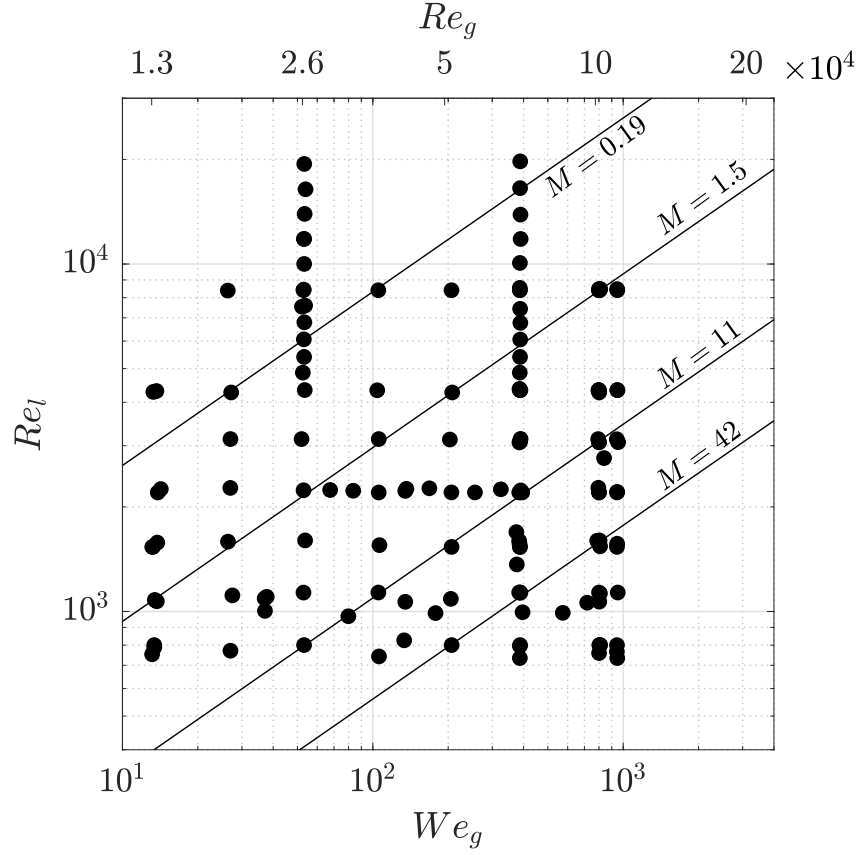 Re_g
1.3 2.6 5 10 20 ×10^4
M = 0.19
M = 1.5
10^4
M = 11
Re_l
M = 42
10^3
10^1 10^2 10^3
We_g